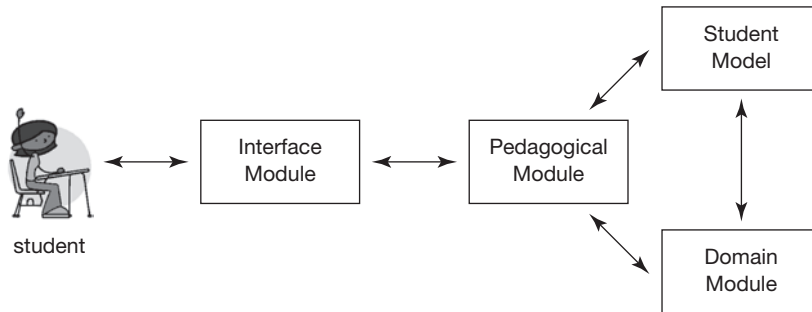 Student
Model
Interface
Module
Pedagogical
Module
student
Domain
Module